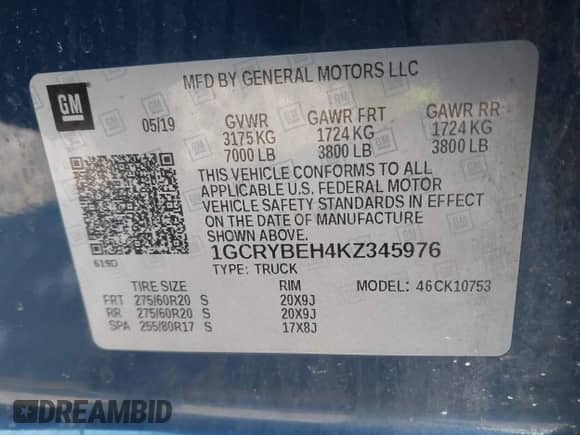 MFD BY GENERAL MOTORS LLC
GM
05/19
GVWR GAWR FRT GAWR RR
3175 KG 1724 KG 1724 KG
7000 LB 3800 LB 3800 LB
THIS VEHICLE CONFORMS TO ALL
APPLICABLE U.S. FEDERAL MOTOR
VEHICLE SAFETY STANDARDS IN EFFECT
ON THE DATE OF MANUFACTURE
SHOWN ABOVE.
619D
1GCRYBEH4KZ345976
TYPE: TRUCK
TIRE SIZE RIM MODEL: 46CK10753
FRT 275/60R20 S 20X9J
RR 275/60R20 S 20X9J
SPA 255/80R17 S 17X8J
DREAMBID